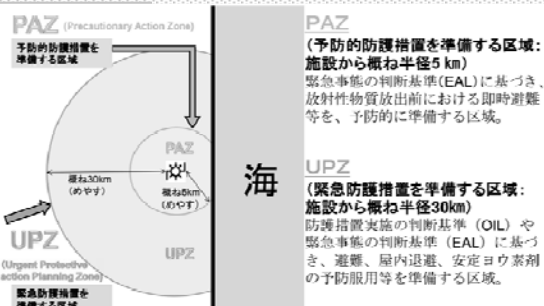 PAZ (Precautionary Action Zone)
予防的防護措置を
準備する区域
PAZ
概ね30km
(めやす)
概ね5km
(めやす)
UPZ
UPZ
(Urgent Protective
action Planning Zone)
緊急防護措置を
準備する区域
海
PAZ
(予防的防護措置を準備する区域:
施設から概ね半径5㎞)
緊急事態の判断基準(EAL)に基づき、
放射性物質放出前における即時避難
等を、予防的に準備する区域。
UPZ
(緊急防護措置を準備する区域:
施設から概ね半径30㎞)
防護措置実施の判断基準（OIL）や
緊急事態の判断基準（EAL）に基づ
き、避難、屋内退避、安定ヨウ素剤
の予防服用等を準備する区域。